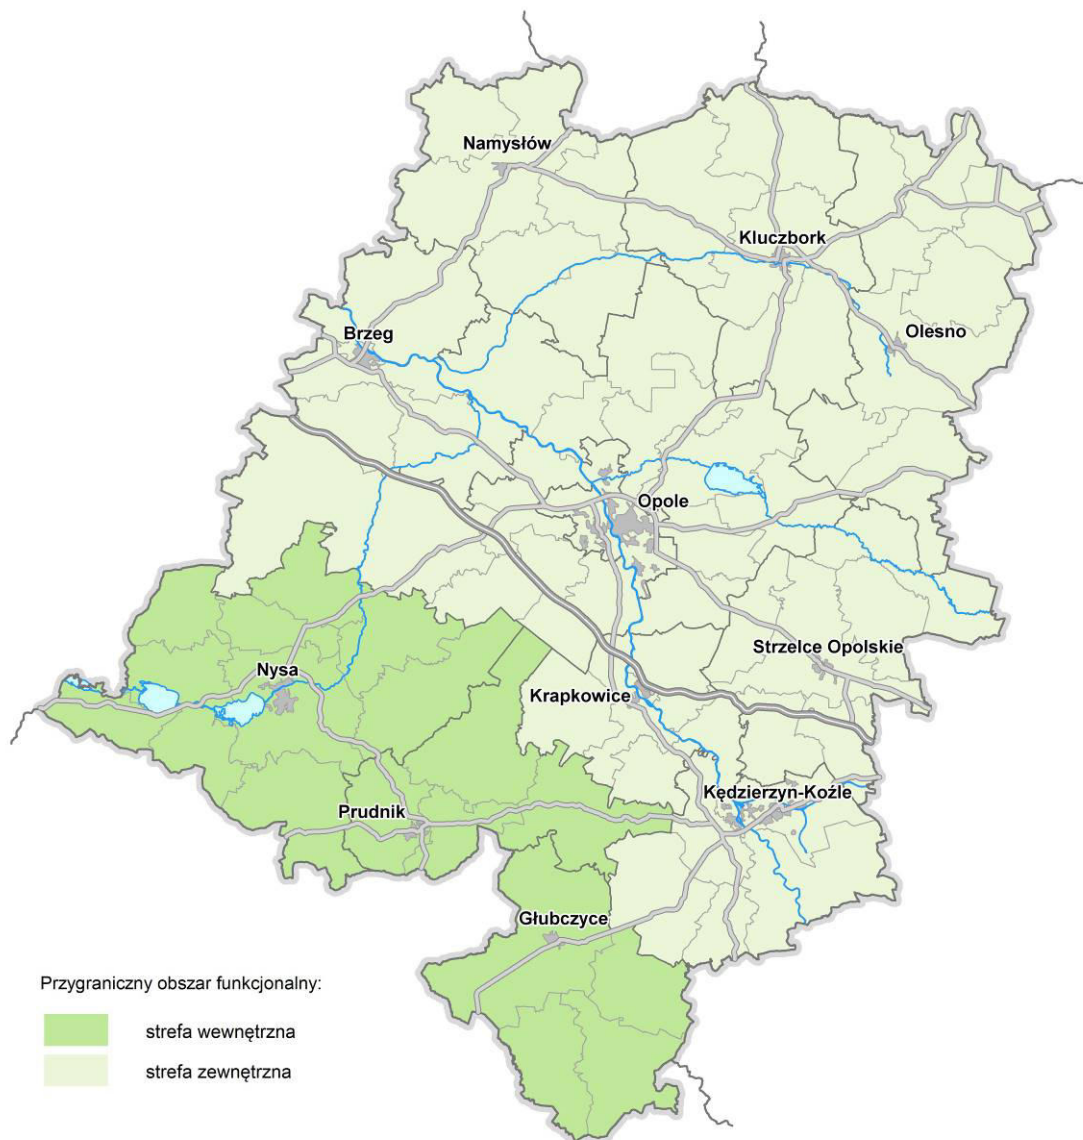 Namysłów
Kluczbork
Olesno
Brzeg
Opole
Strzelce Opolskie
Nysa
Krapkowice
Kędzierzyn-Koźle
Prudnik
Głubczyce
Przygraniczny obszar funkcjonalny:
strefa wewnętrzna
strefa zewnętrzna